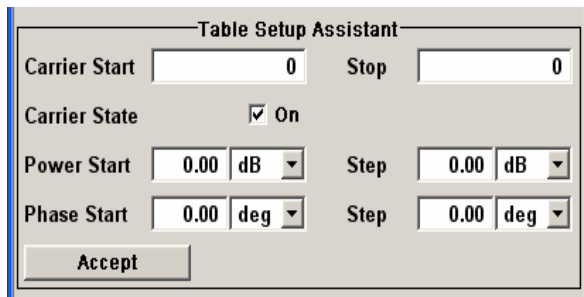 Table Setup Assistant
Carrier Start 0 Stop 0
Carrier State On
Power Start 0.00 dB Step 0.00 dB
Phase Start 0.00 deg Step 0.00 deg
Accept